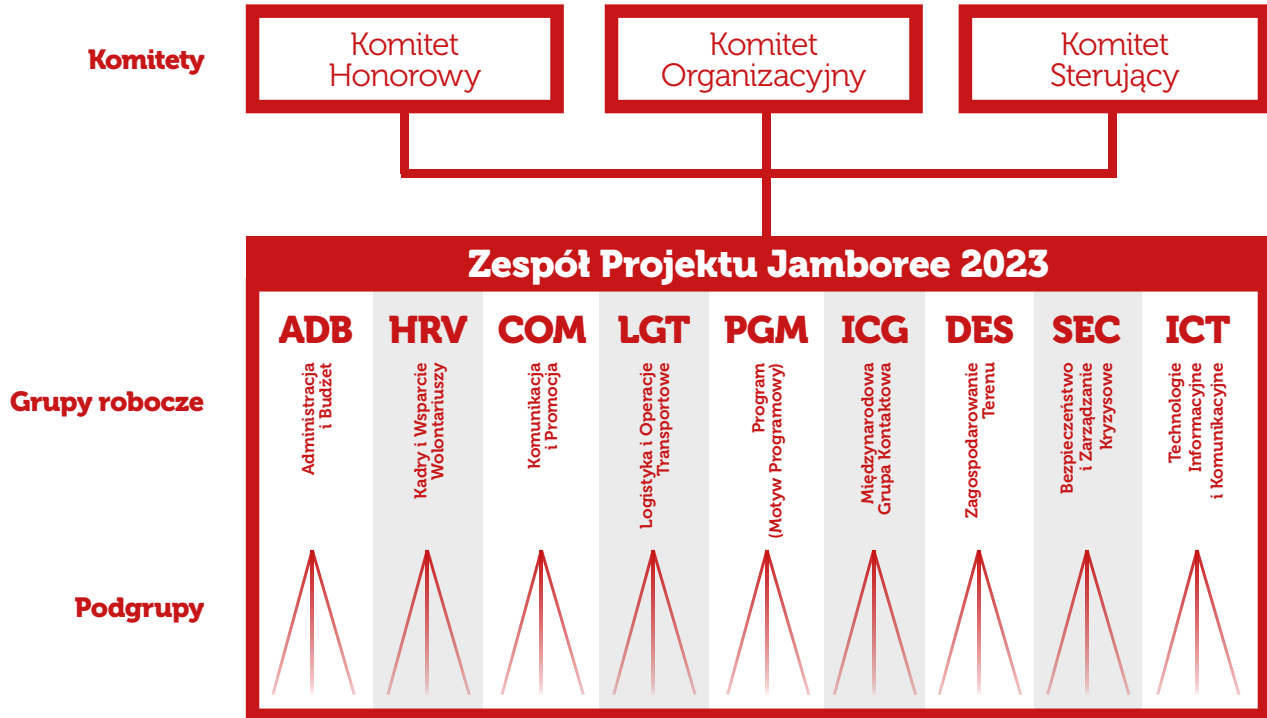 Komitety
Komitet
Honorowy
Komitet
Organizacyjny
Komitet
Sterujący
Zespół Projektu Jamboree 2023
Grupy robocze
ADB
Administracja
i Budżet
HRV
Kadry i Wsparcie
Wolontariuszy
COM
Komunikacja
i Promocja
LGT
Logistyka i Operacje
Transportowe
PGM
Program
(Motyw Programowy)
ICG
Międzynarodowa
Grupa Kontaktowa
DES
Zagospodarowanie
Terenu
SEC
Bezpieczeństwo
i Zarządzanie
Kryzysowe
ICT
Technologie
Informacyjne
i Komunikacyjne
Podgrupy